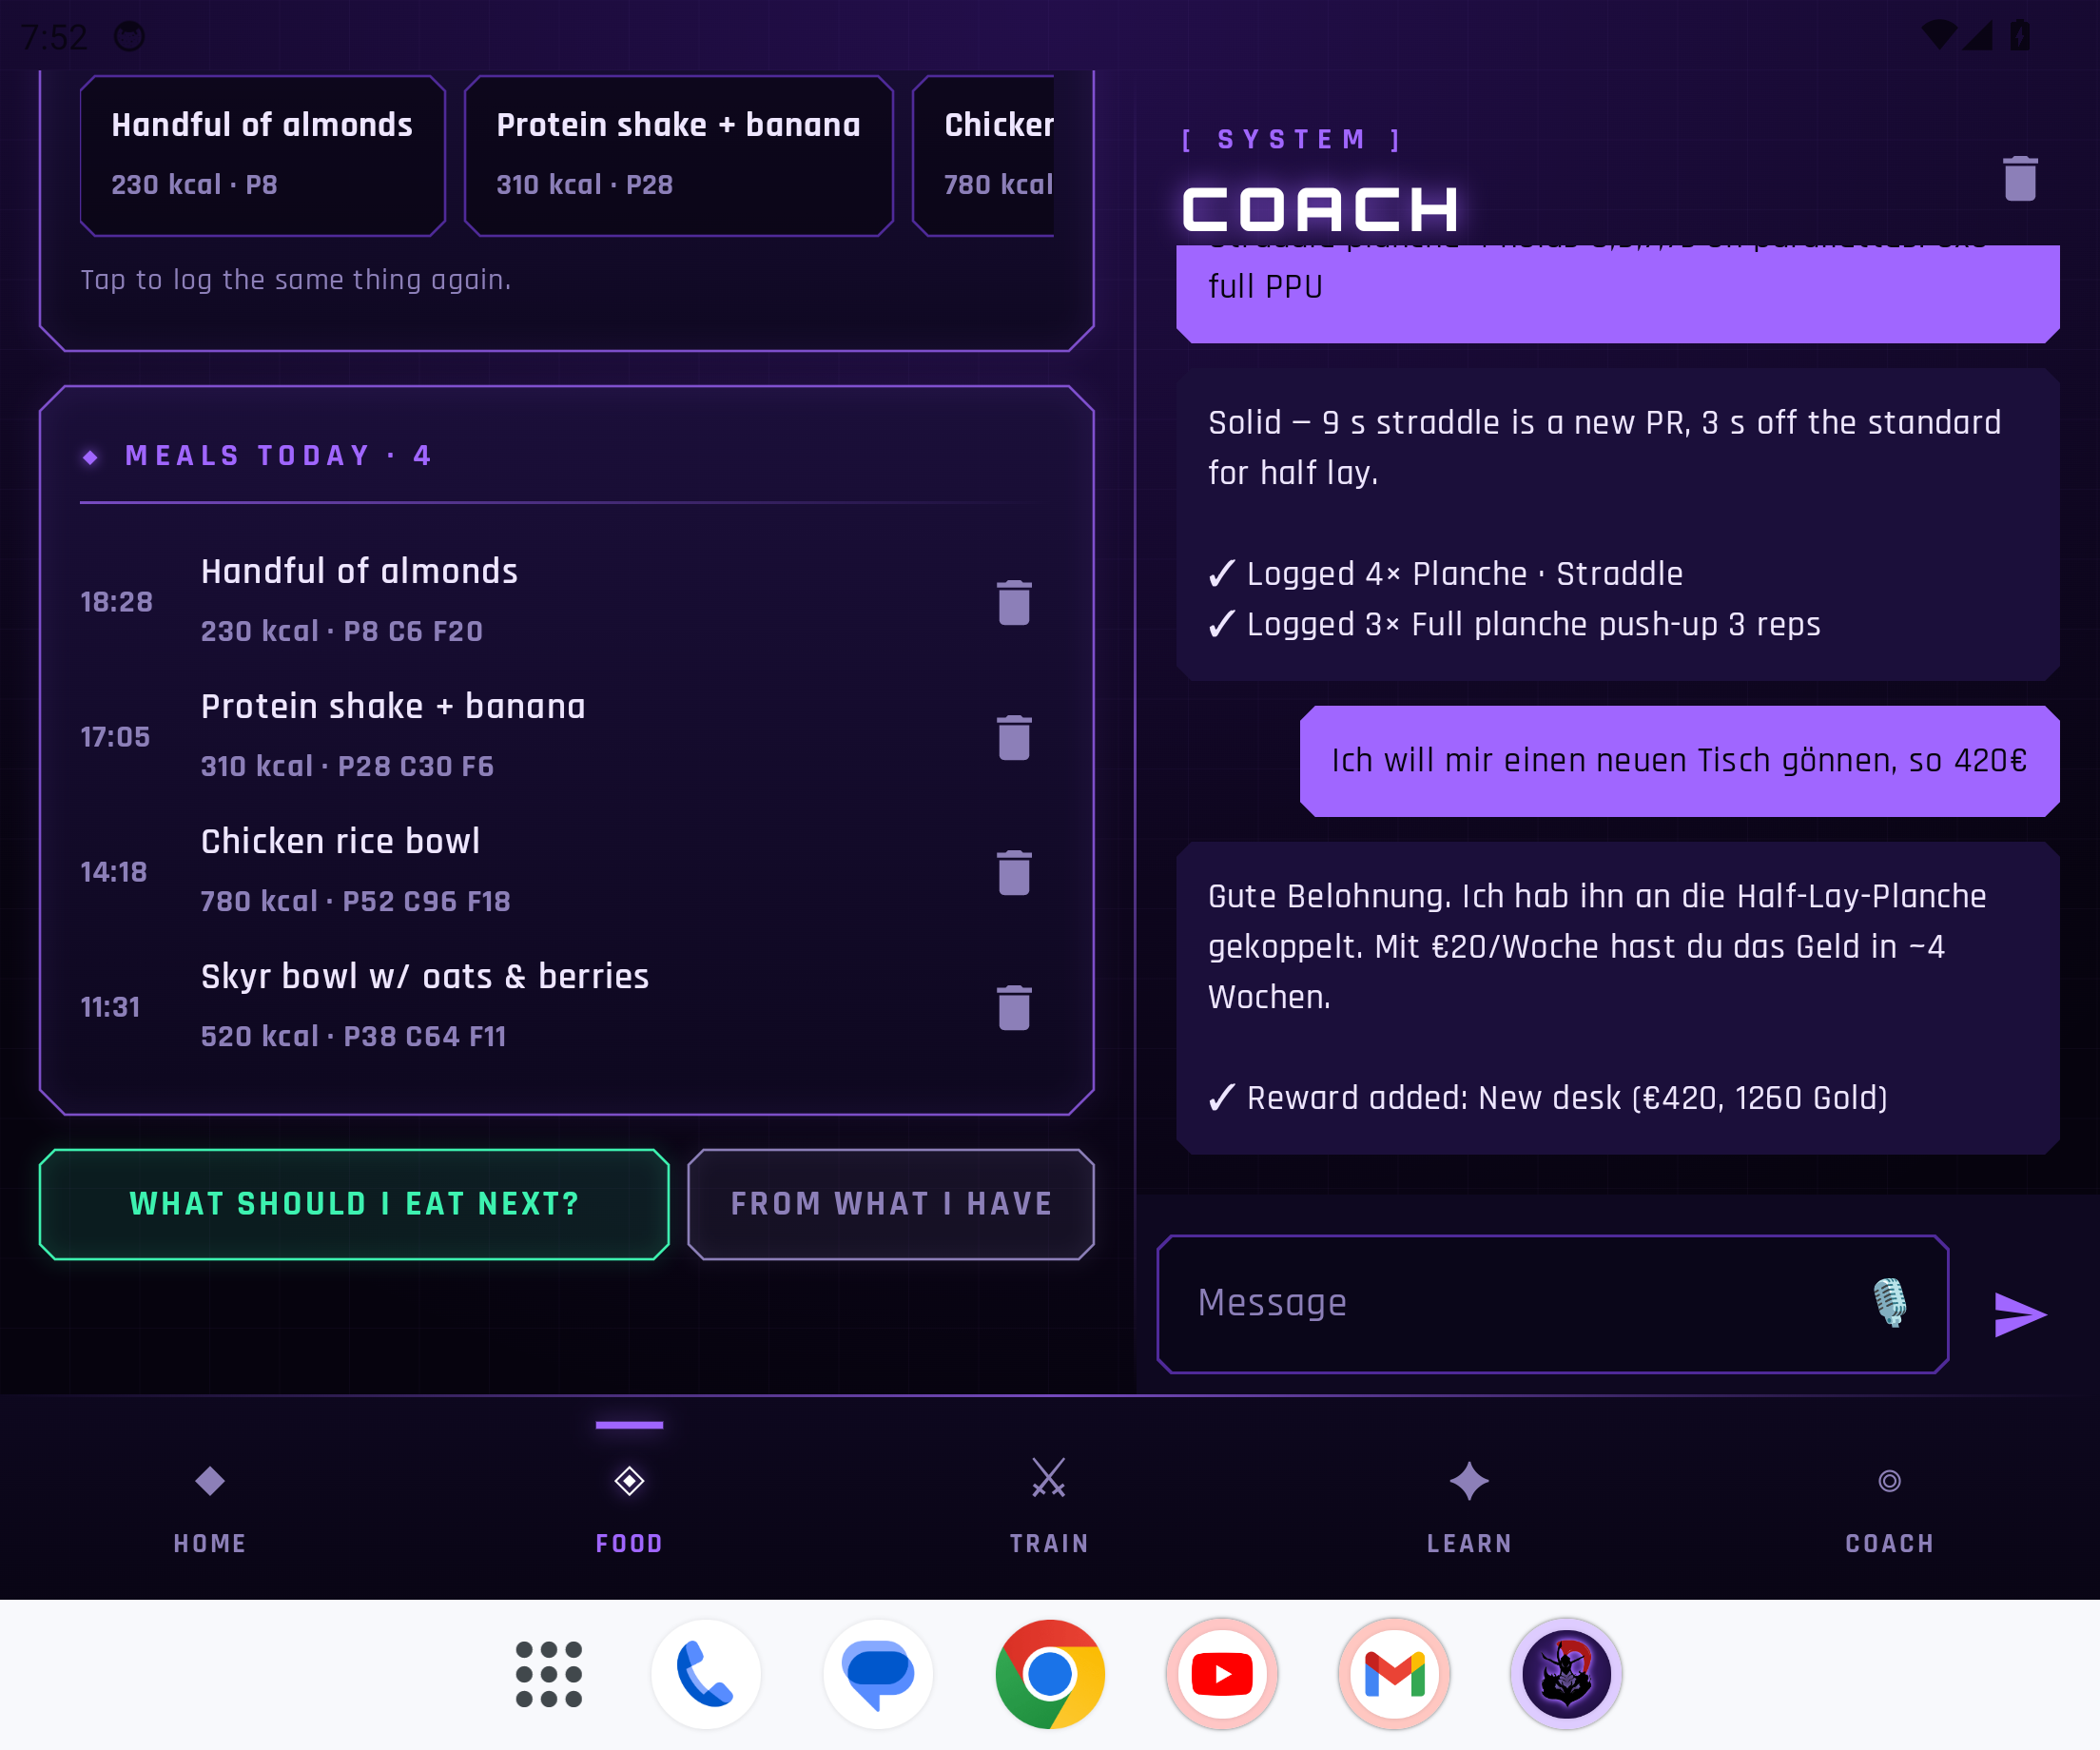 7:52
Handful of almonds
230 kcal · P8
Protein shake + banana
310 kcal · P28
780 kcal
Tap to log the same thing again.
MEALS TODAY · 4
18:28
Handful of almonds
230 kcal · P8 C6 F20
17:05
Protein shake + banana
310 kcal · P28 C30 F6
14:18
Chicken rice bowl
780 kcal · P52 C96 F18
11:31
Skyr bowl w/ oats & berries
520 kcal · P38 C64 F11
WHAT SHOULD I EAT NEXT?
FROM WHAT I HAVE
[ SYSTEM ]
COACH
full PPU
Solid – 9 s straddle is a new PR, 3 s off the standard
for half lay.
✓ Logged 4× Planche · Straddle
✓ Logged 3× Full planche push-up 3 reps
Ich will mir einen neuen Tisch gönnen, so 420€
Gute Belohnung. Ich hab ihn an die Half-Lay-Planche
gekoppelt. Mit €20/Woche hast du das Geld in ~4
Wochen.
✓ Reward added: New desk (€420, 1260 Gold)
Message
HOME
FOOD
TRAIN
LEARN
COACH